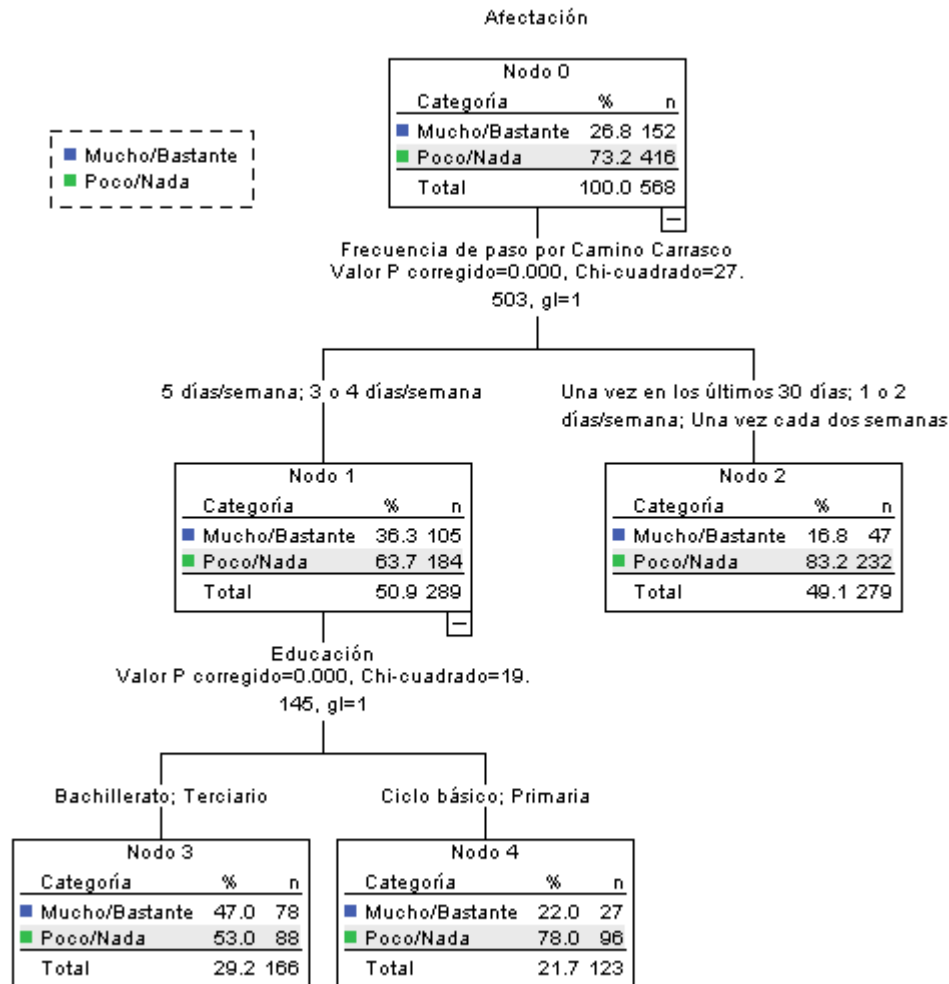 Afectación
Nodo 0
Categoría % n
Mucho/Bastante 26.8 152
Poco/Nada 73.2 416
Total 100.0 568
Mucho/Bastante
Poco/Nada
Frecuencia de paso por Camino Carrasco
Valor P corregido=0.000, Chi-cuadrado=27.
503, gl=1
5 días/semana; 3 o 4 días/semana
Una vez en los últimos 30 días; 1 o 2
días/semana; Una vez cada dos semanas
Nodo 1
Categoría % n
Mucho/Bastante 36.3 105
Poco/Nada 63.7 184
Total 50.9 289
Nodo 2
Categoría % n
Mucho/Bastante 16.8 47
Poco/Nada 83.2 232
Total 49.1 279
Educación
Valor P corregido=0.000, Chi-cuadrado=19.
145, gl=1
Bachillerato; Terciario
Ciclo básico; Primaria
Nodo 3
Categoría % n
Mucho/Bastante 47.0 78
Poco/Nada 53.0 88
Total 29.2 166
Nodo 4
Categoría % n
Mucho/Bastante 22.0 27
Poco/Nada 78.0 96
Total 21.7 123